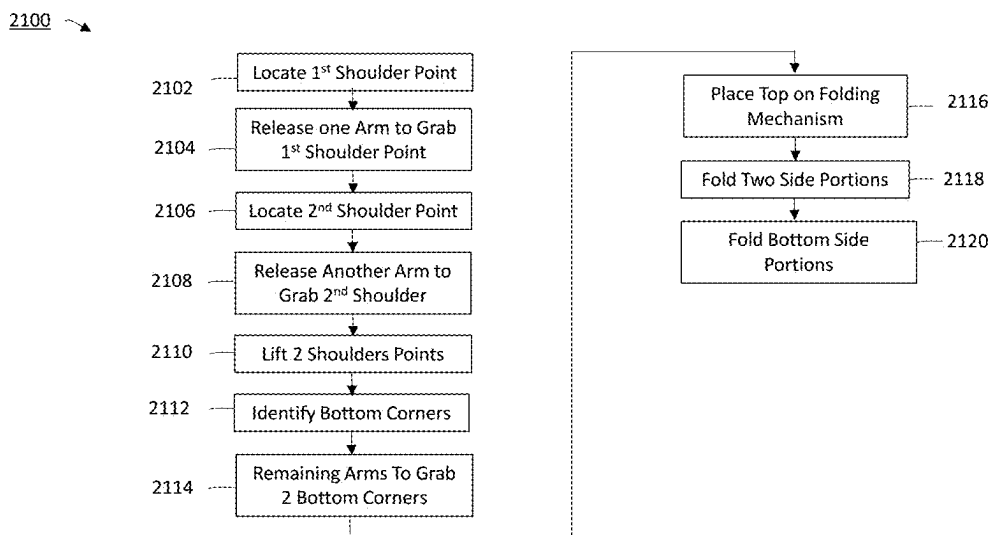 2100
2102
Locate 1st Shoulder Point
2104
Release one Arm to Grab
1st Shoulder Point
2106
Locate 2nd Shoulder Point
2108
Release Another Arm to
Grab 2nd Shoulder
2110
Lift 2 Shoulders Points
2112
Identify Bottom Corners
2114
Remaining Arms To Grab
2 Bottom Corners
Place Top on Folding
Mechanism
2116
Fold Two Side Portions
2118
Fold Bottom Side
Portions
2120